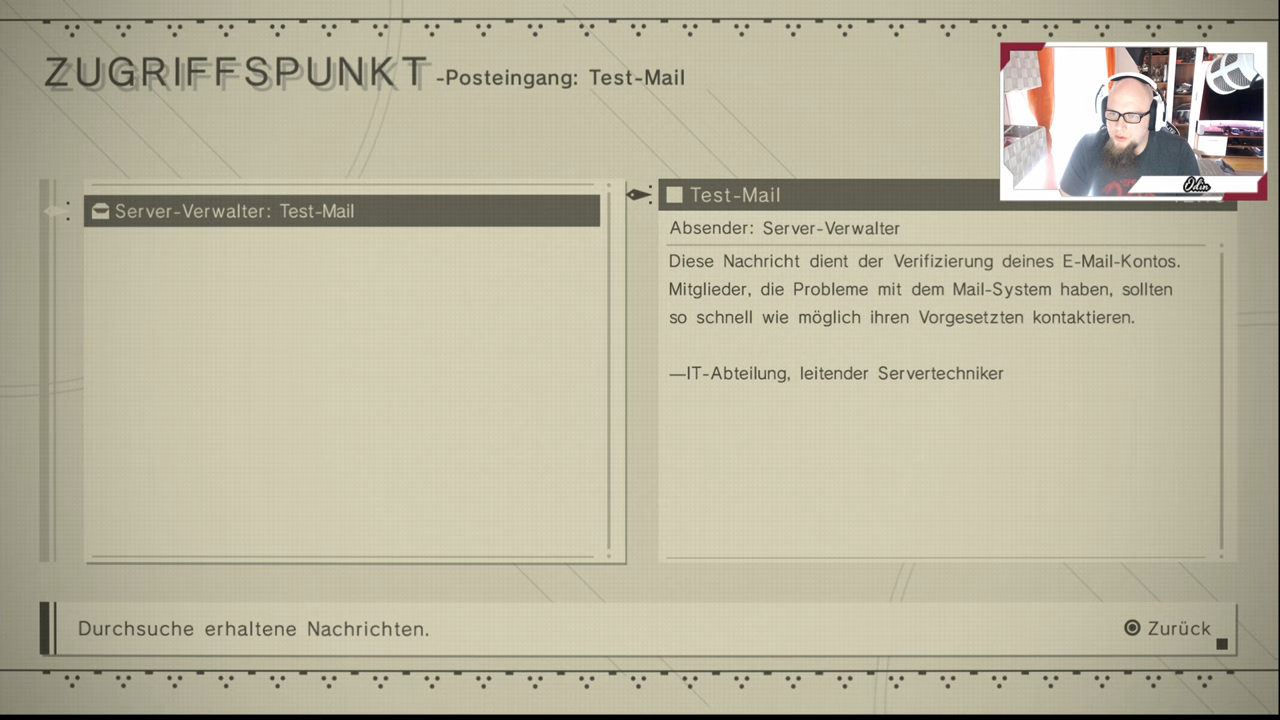 ZUGRIFFSPUNKT -Posteingang: Test-Mail
Odin
Server-Verwalter: Test-Mail
Test-Mail
Absender: Server-Verwalter
Diese Nachricht dient der Verifizierung deines E-Mail-Kontos.
Mitglieder, die Probleme mit dem Mail-System haben, sollten
so schnell wie möglich ihren Vorgesetzten kontaktieren.
—IT-Abteilung, leitender Servertechniker
Durchsuche erhaltene Nachrichten.
Zurück